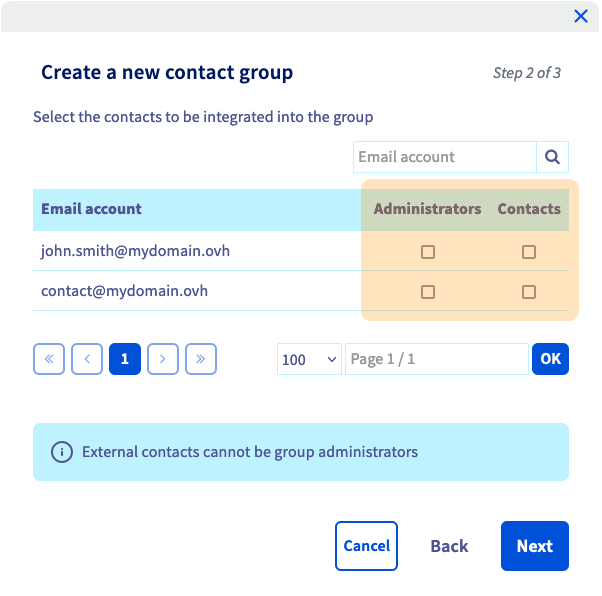 Create a new contact group
Step 2 of 3
Select the contacts to be integrated into the group
Email account
Email account Administrators Contacts
john.smith@mydomain.ovh
contact@mydomain.ovh
« ‹ 1 › » 100 Page 1 / 1 OK
External contacts cannot be group administrators
Cancel Back Next